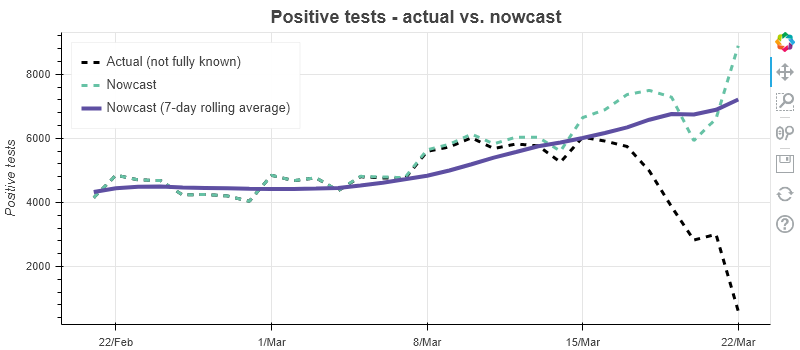 Positive tests - actual vs. nowcast
Actual (not fully known)
Nowcast
Nowcast (7-day rolling average)
Positive tests
8000
6000
4000
2000
22/Feb
1/Mar
8/Mar
15/Mar
22/Mar